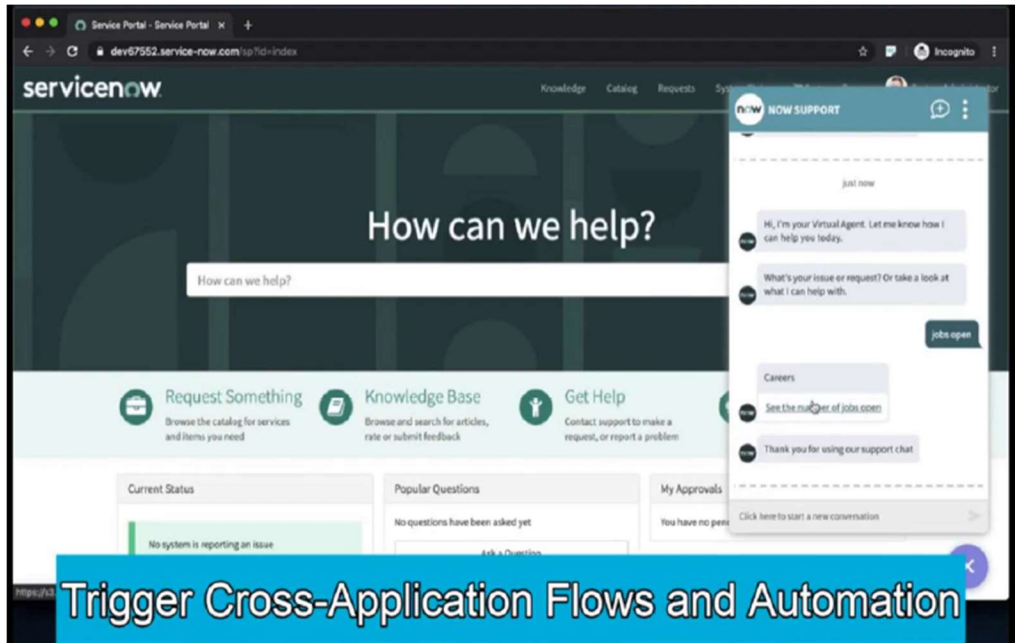 Service Portal - Service Portal
dev67552.service-now.com/sp?id=index
Incognito
servicenow
Knowledge Catalog Requests
now NOW SUPPORT
just now
Hi, I'm your Virtual Agent. Let me know how I
can help you today.
What's your issue or request? Or take a look at
what I can help with.
jobs open
Careers
See the number of jobs open
Thank you for using our support chat
Click here to start a new conversation
How can we help?
How can we help?
Request Something
Browse the catalog for services
and items you need
Knowledge Base
Browse and search for articles,
rate or submit feedback
Get Help
Contact support to make a
request, or report a problem
Current Status
No system is reporting an issue
Popular Questions
No questions have been asked yet
Ask a Question
My Approvals
You have no
Trigger Cross-Application Flows and Automation